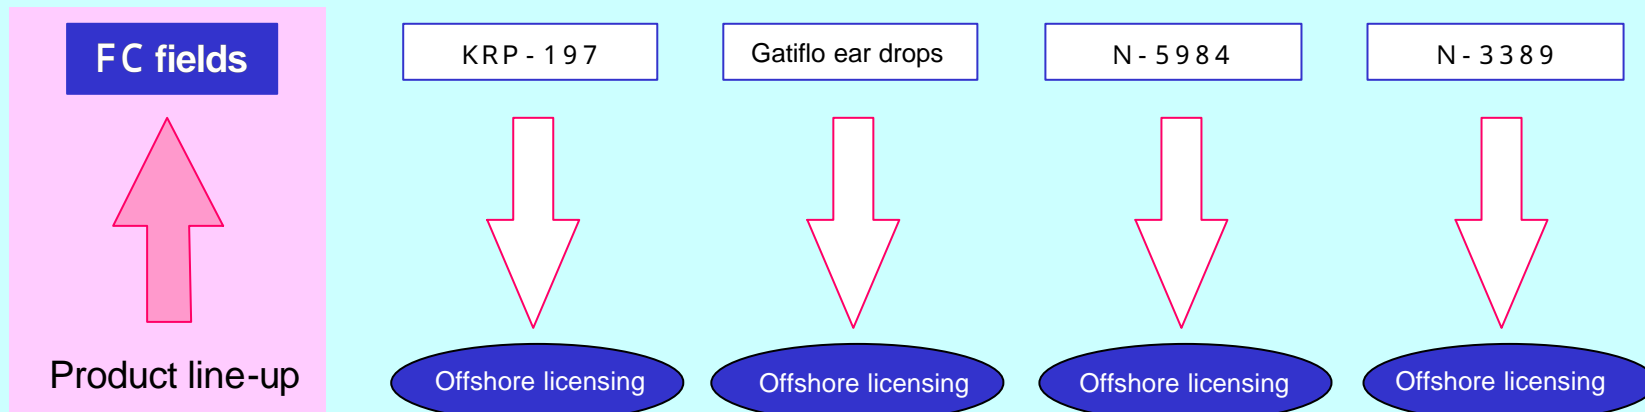 FC fields
KRP-197
Gatiflo ear drops
N-5984
N-3389
Product line-up
Offshore licensing
Offshore licensing
Offshore licensing
Offshore licensing